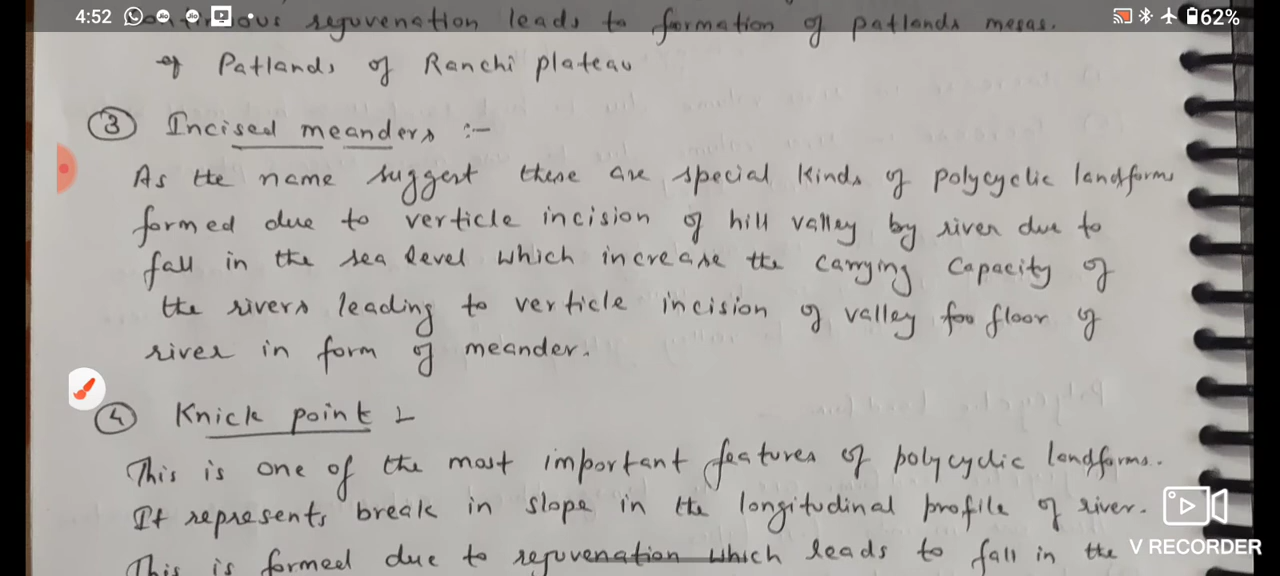 4:52 62%
rejuvenation leads to formation of patlands mesas.
eg Patlands of Ranchi plateau
③ Incised meanders :-
As the name suggest these are special kinds of polycyclic landforms
formed due to verticle incision of hill valley by river due to
fall in the sea level which increase the carrying capacity of
the rivers leading to verticle incision of valley floor of
river in form of meander.
④ Knick point
This is one of the most important features of polycyclic landforms.
It represents break in slope in the longitudinal profile of river.
This is formed due to rejuvenation which leads to fall in the
V RECORDER